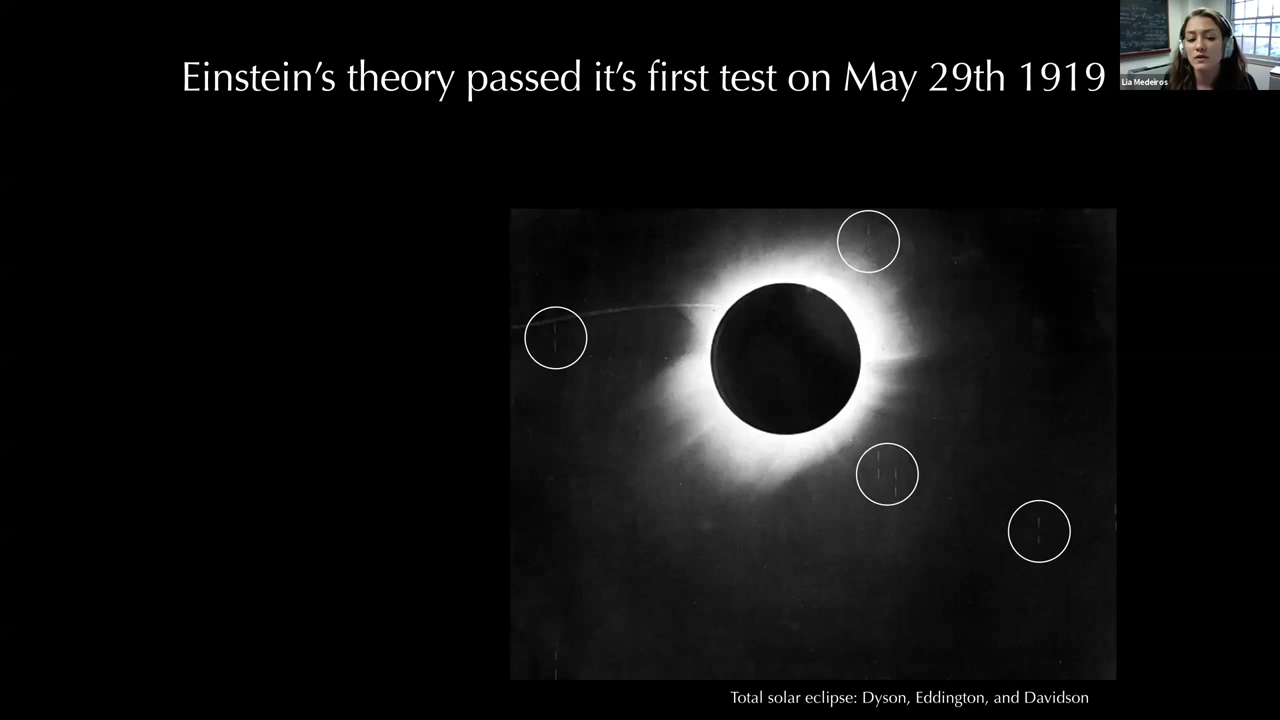 Einstein’s theory passed it’s first test on May 29th 1919
Lia Medeiros
Total solar eclipse: Dyson, Eddington, and Davidson